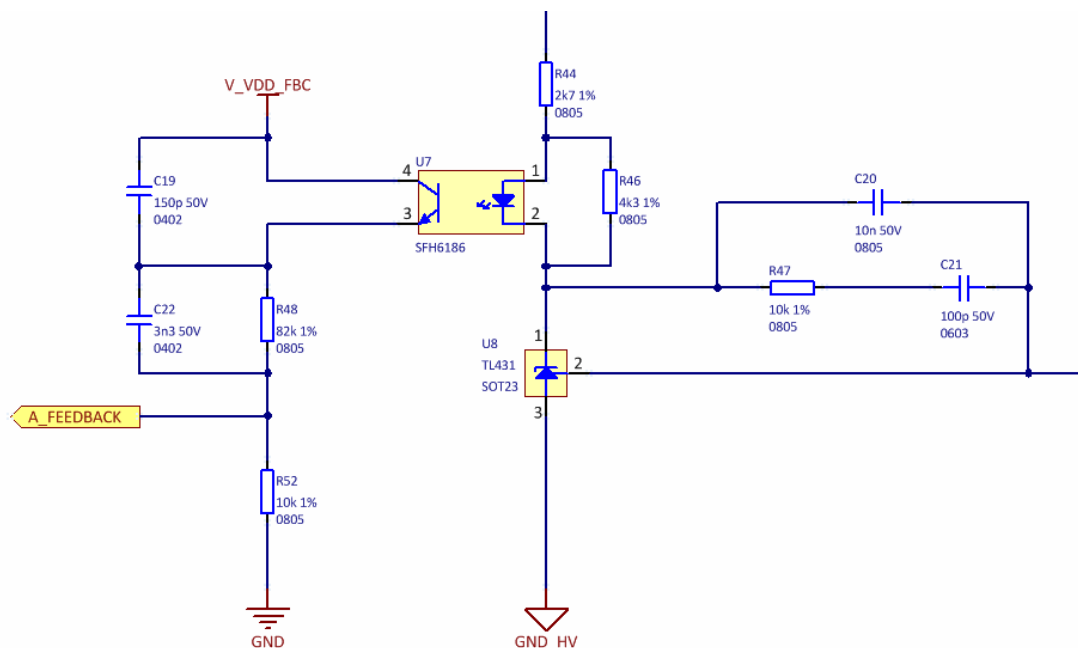 R44
2k7 1%
0805
V_VDD_FBC
U7
4
1
C19
150p 50V
0402
R46
4k3 1%
0805
C20
10n 50V
0805
3
2
SFH6186
R47
10k 1%
0805
C21
100p 50V
0603
C22
3n3 50V
0402
R48
82k 1%
0805
U8
TL431
SOT23
1
2
3
A_FEEDBACK
R52
10k 1%
0805
GND
GND_HV